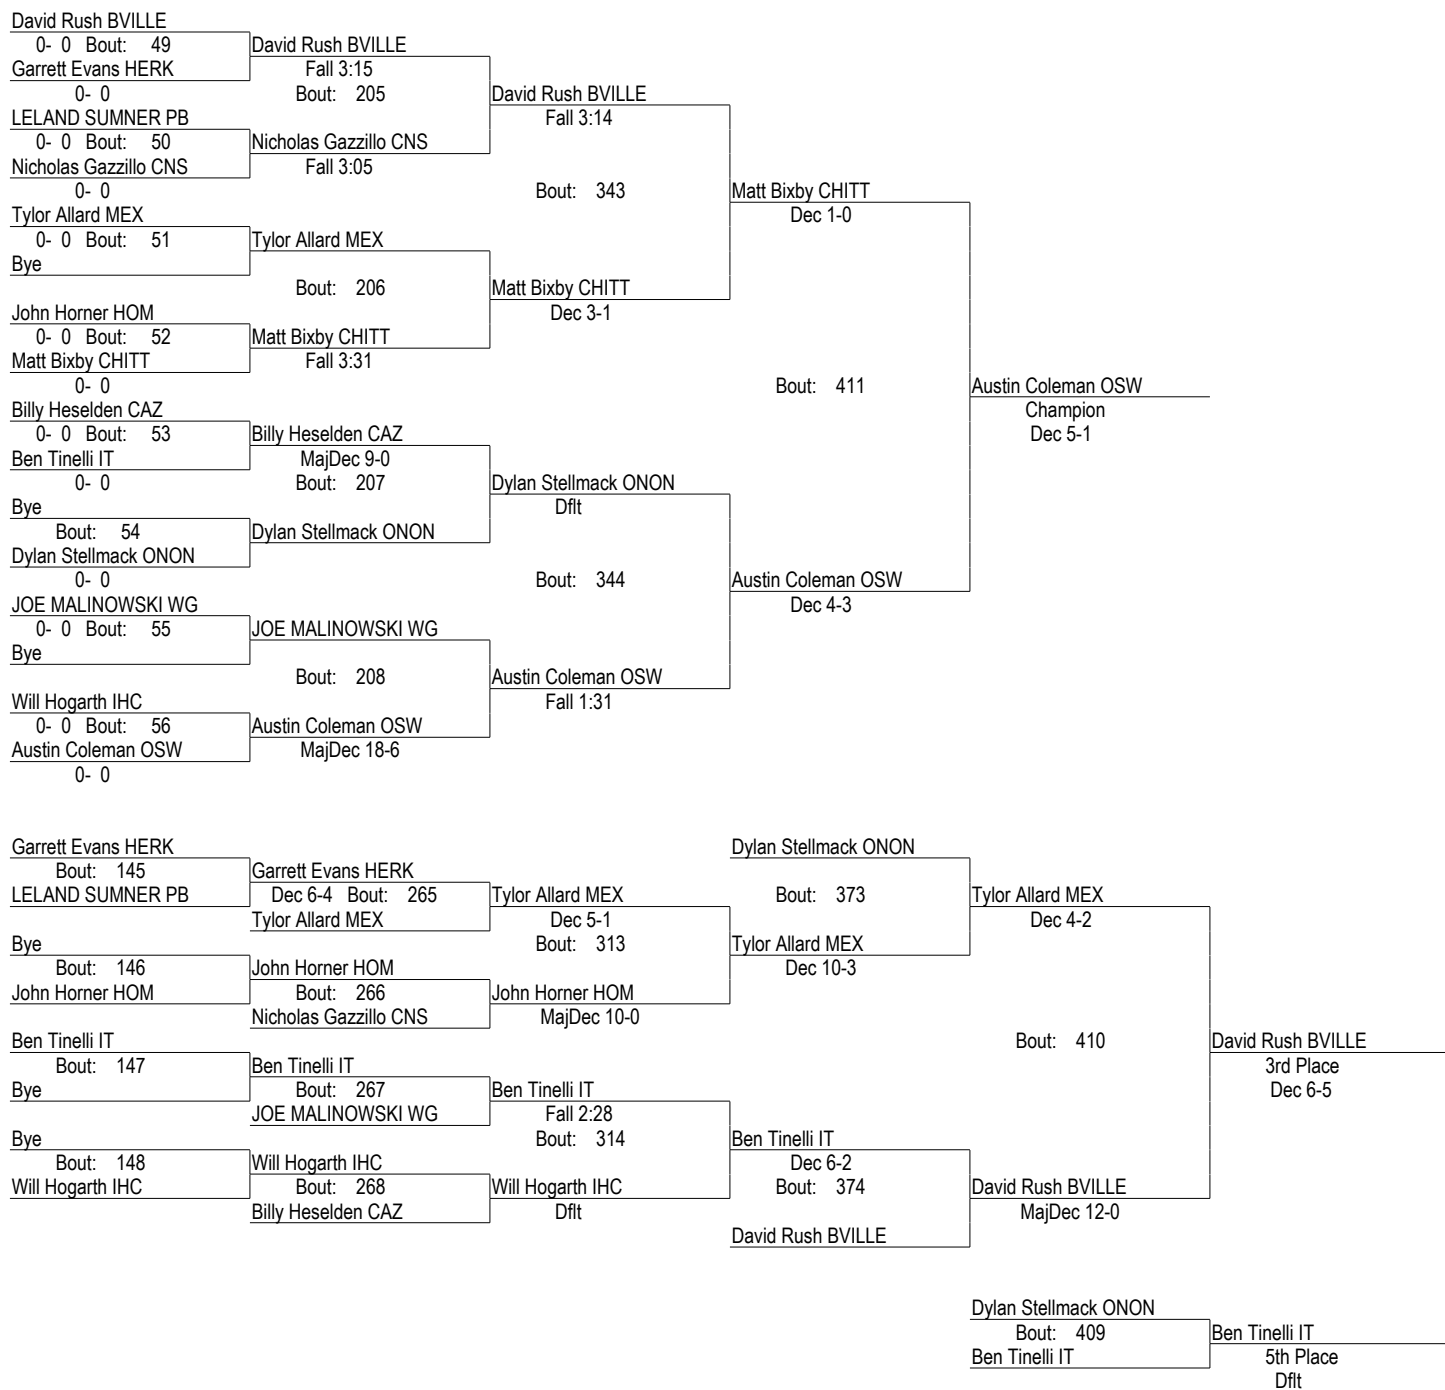 David Rush BVILLE
0- 0 Bout: 49
Garrett Evans HERK
0- 0
LELAND SUMNER PB
0- 0 Bout: 50
Nicholas Gazzillo CNS
0- 0
Tylor Allard MEX
0- 0 Bout: 51
Bye
John Horner HOM
0- 0 Bout: 52
Matt Bixby CHITT
0- 0
Billy Heselden CAZ
0- 0 Bout: 53
Ben Tinelli IT
0- 0
Bye
Bout: 54
Dylan Stellmack ONON
0- 0
JOE MALINOWSKI WG
0- 0 Bout: 55
Bye
Will Hogarth IHC
0- 0 Bout: 56
Austin Coleman OSW
0- 0
David Rush BVILLE
Fall 3:15
Bout: 205
Nicholas Gazzillo CNS
Fall 3:05
Tylor Allard MEX
Bout: 206
Matt Bixby CHITT
Fall 3:31
Billy Heselden CAZ
MajDec 9-0
Bout: 207
Dylan Stellmack ONON
JOE MALINOWSKI WG
Bout: 208
Austin Coleman OSW
MajDec 18-6
David Rush BVILLE
Fall 3:14
Bout: 343
Matt Bixby CHITT
Dec 3-1
Dylan Stellmack ONON
Dflt
Bout: 344
Austin Coleman OSW
Fall 1:31
Matt Bixby CHITT
Dec 1-0
Bout: 411
Austin Coleman OSW
Dec 4-3
Austin Coleman OSW
Champion
Dec 5-1
Garrett Evans HERK
Bout: 145
LELAND SUMNER PB
Bye
Bout: 146
John Horner HOM
Ben Tinelli IT
Bout: 147
Bye
Bye
Bout: 148
Will Hogarth IHC
Garrett Evans HERK
Dec 6-4 Bout: 265
Tylor Allard MEX
John Horner HOM
Bout: 266
Nicholas Gazzillo CNS
Ben Tinelli IT
Bout: 267
JOE MALINOWSKI WG
Will Hogarth IHC
Bout: 268
Billy Heselden CAZ
Tylor Allard MEX
Dec 5-1
Bout: 313
John Horner HOM
MajDec 10-0
Ben Tinelli IT
Fall 2:28
Bout: 314
Will Hogarth IHC
Dflt
Dylan Stellmack ONON
Bout: 373
Tylor Allard MEX
Dec 10-3
Ben Tinelli IT
Dec 6-2
Bout: 374
David Rush BVILLE
Tylor Allard MEX
Dec 4-2
Bout: 410
David Rush BVILLE
MajDec 12-0
David Rush BVILLE
3rd Place
Dec 6-5
Dylan Stellmack ONON
Bout: 409
Ben Tinelli IT
Ben Tinelli IT
5th Place
Dflt